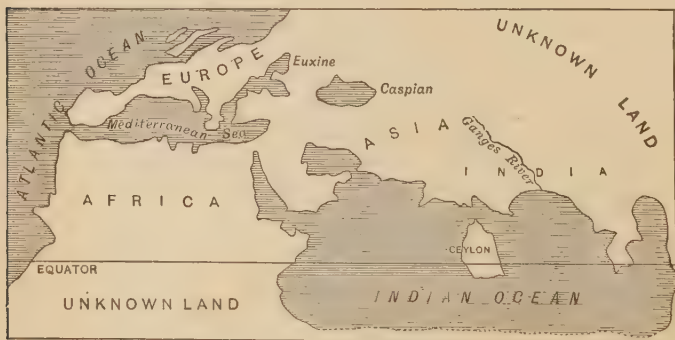 UNKNOWN LAND
ATLANTIC OCEAN
EUROPE
Euxine
Caspian
Mediterranean Sea
ASIA
Ganges River
INDIA
AFRICA
CEYLON
EQUATOR
UNKNOWN LAND
INDIAN OCEAN